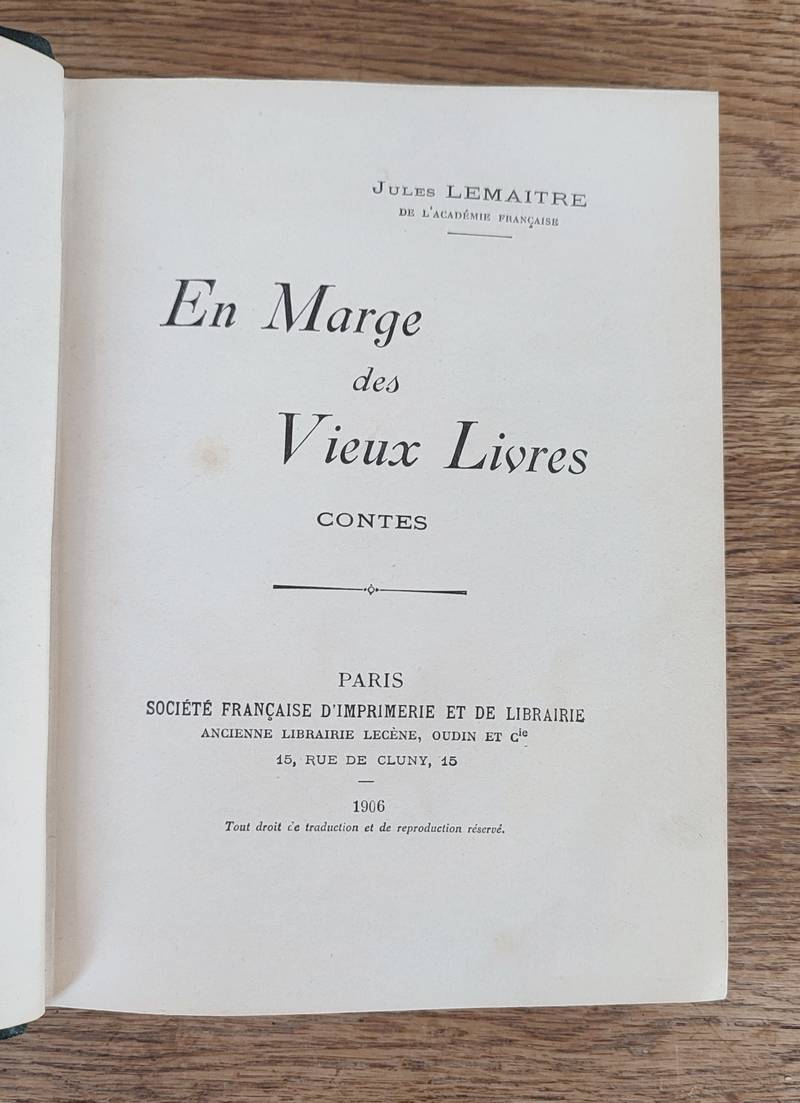 JULES LEMAITRE
DE L'ACADÉMIE FRANÇAISE
En Marge
des
Vieux Livres
CONTES
PARIS
SOCIÉTÉ FRANÇAISE D'IMPRIMERIE ET DE LIBRAIRIE
ANCIENNE LIBRAIRIE LECÈNE, OUDIN ET Cie
15, RUE DE CLUNY, 15
1906
Tout droit de traduction et de reproduction réservé.